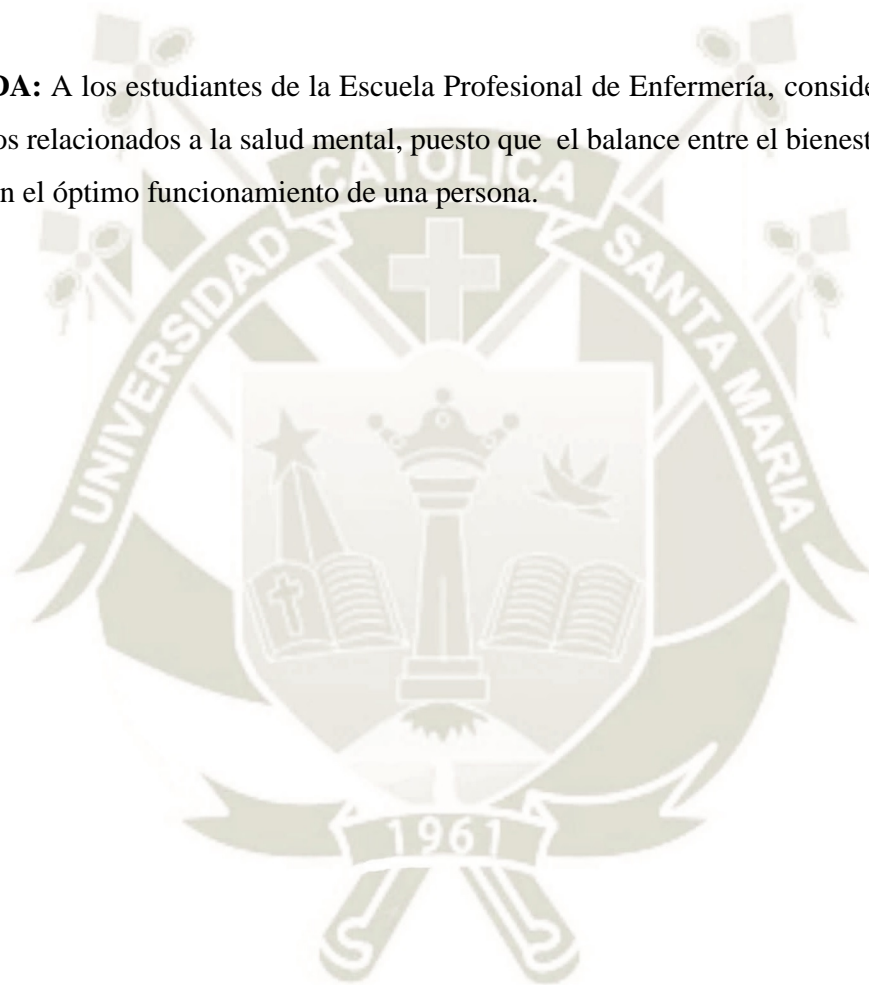 DA: A los estudiantes de la Escuela Profesional de Enfermería, conside
os relacionados a la salud mental, puesto que el balance entre el bienest
n el óptimo funcionamiento de una persona.
UNIVERSIDAD CATOLICA SANTA MARIA
1961